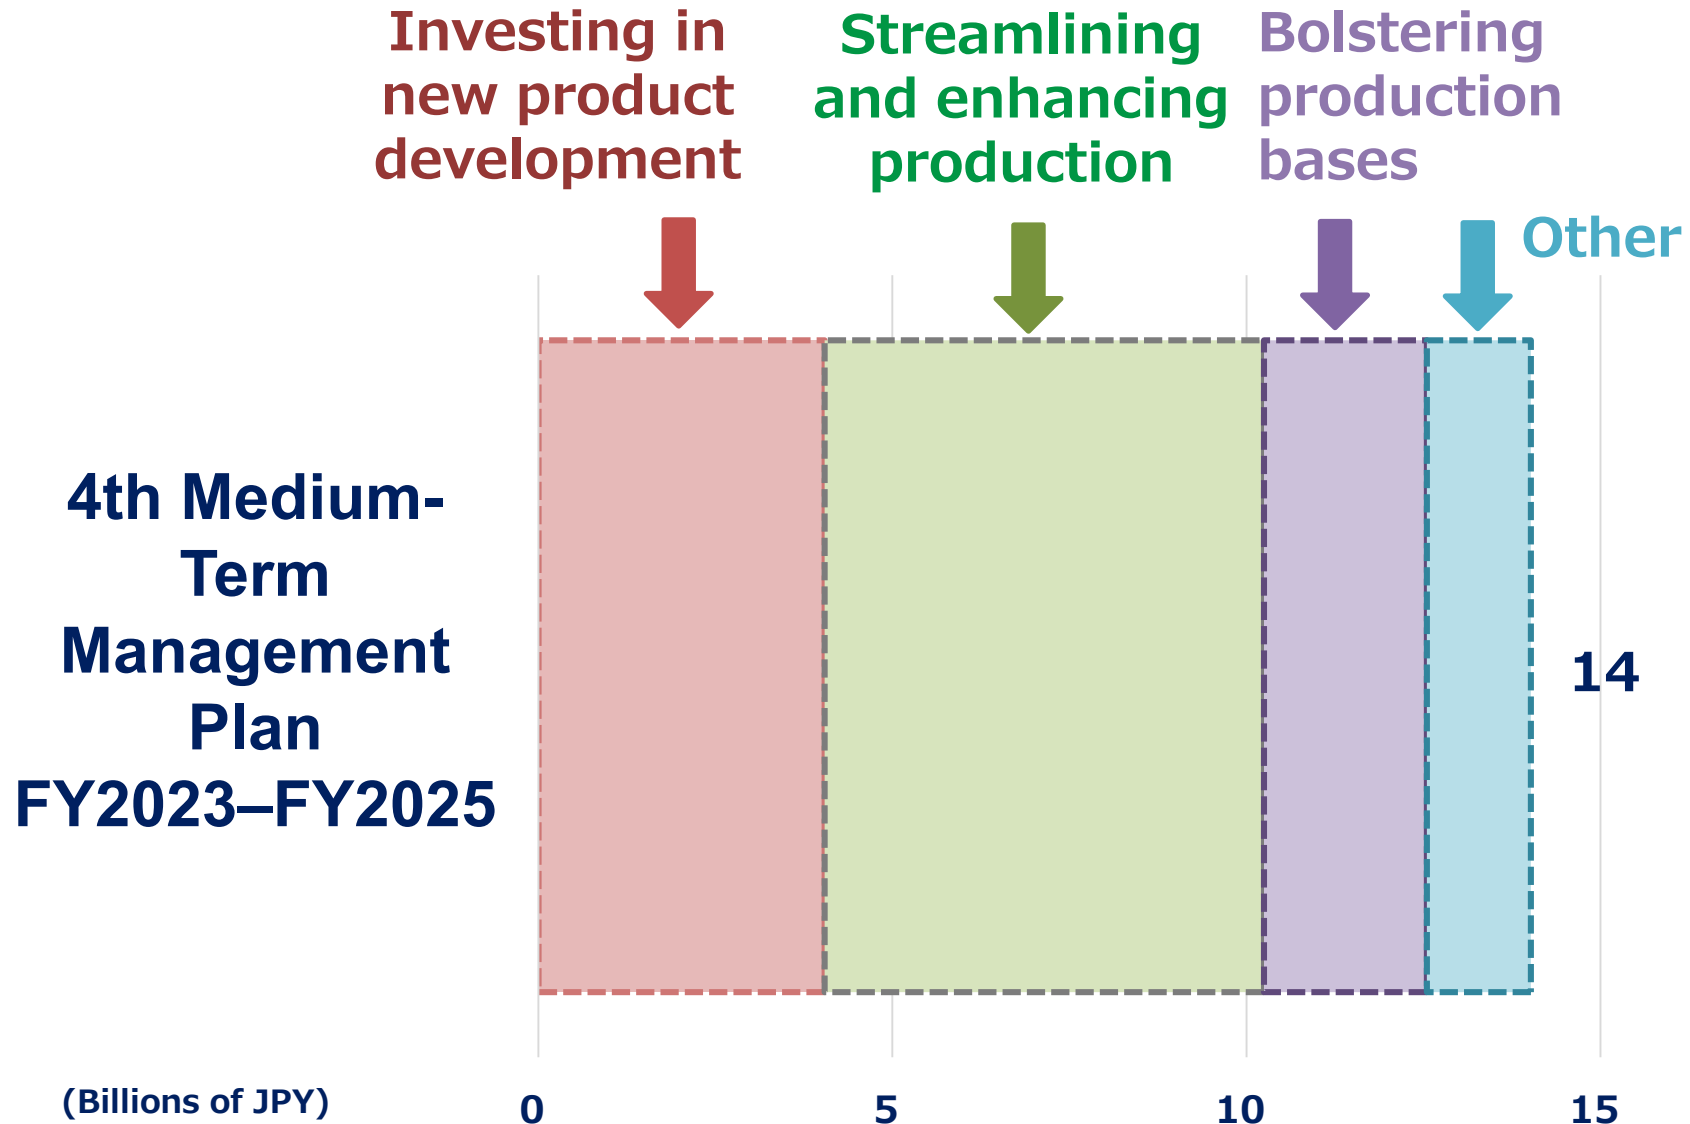 Investing in
new product
development
Streamlining
and enhancing
production
Bolstering
production
bases
Other
4th Medium-
Term
Management
Plan
FY2023–FY2025
14
(Billions of JPY)
0
5
10
15